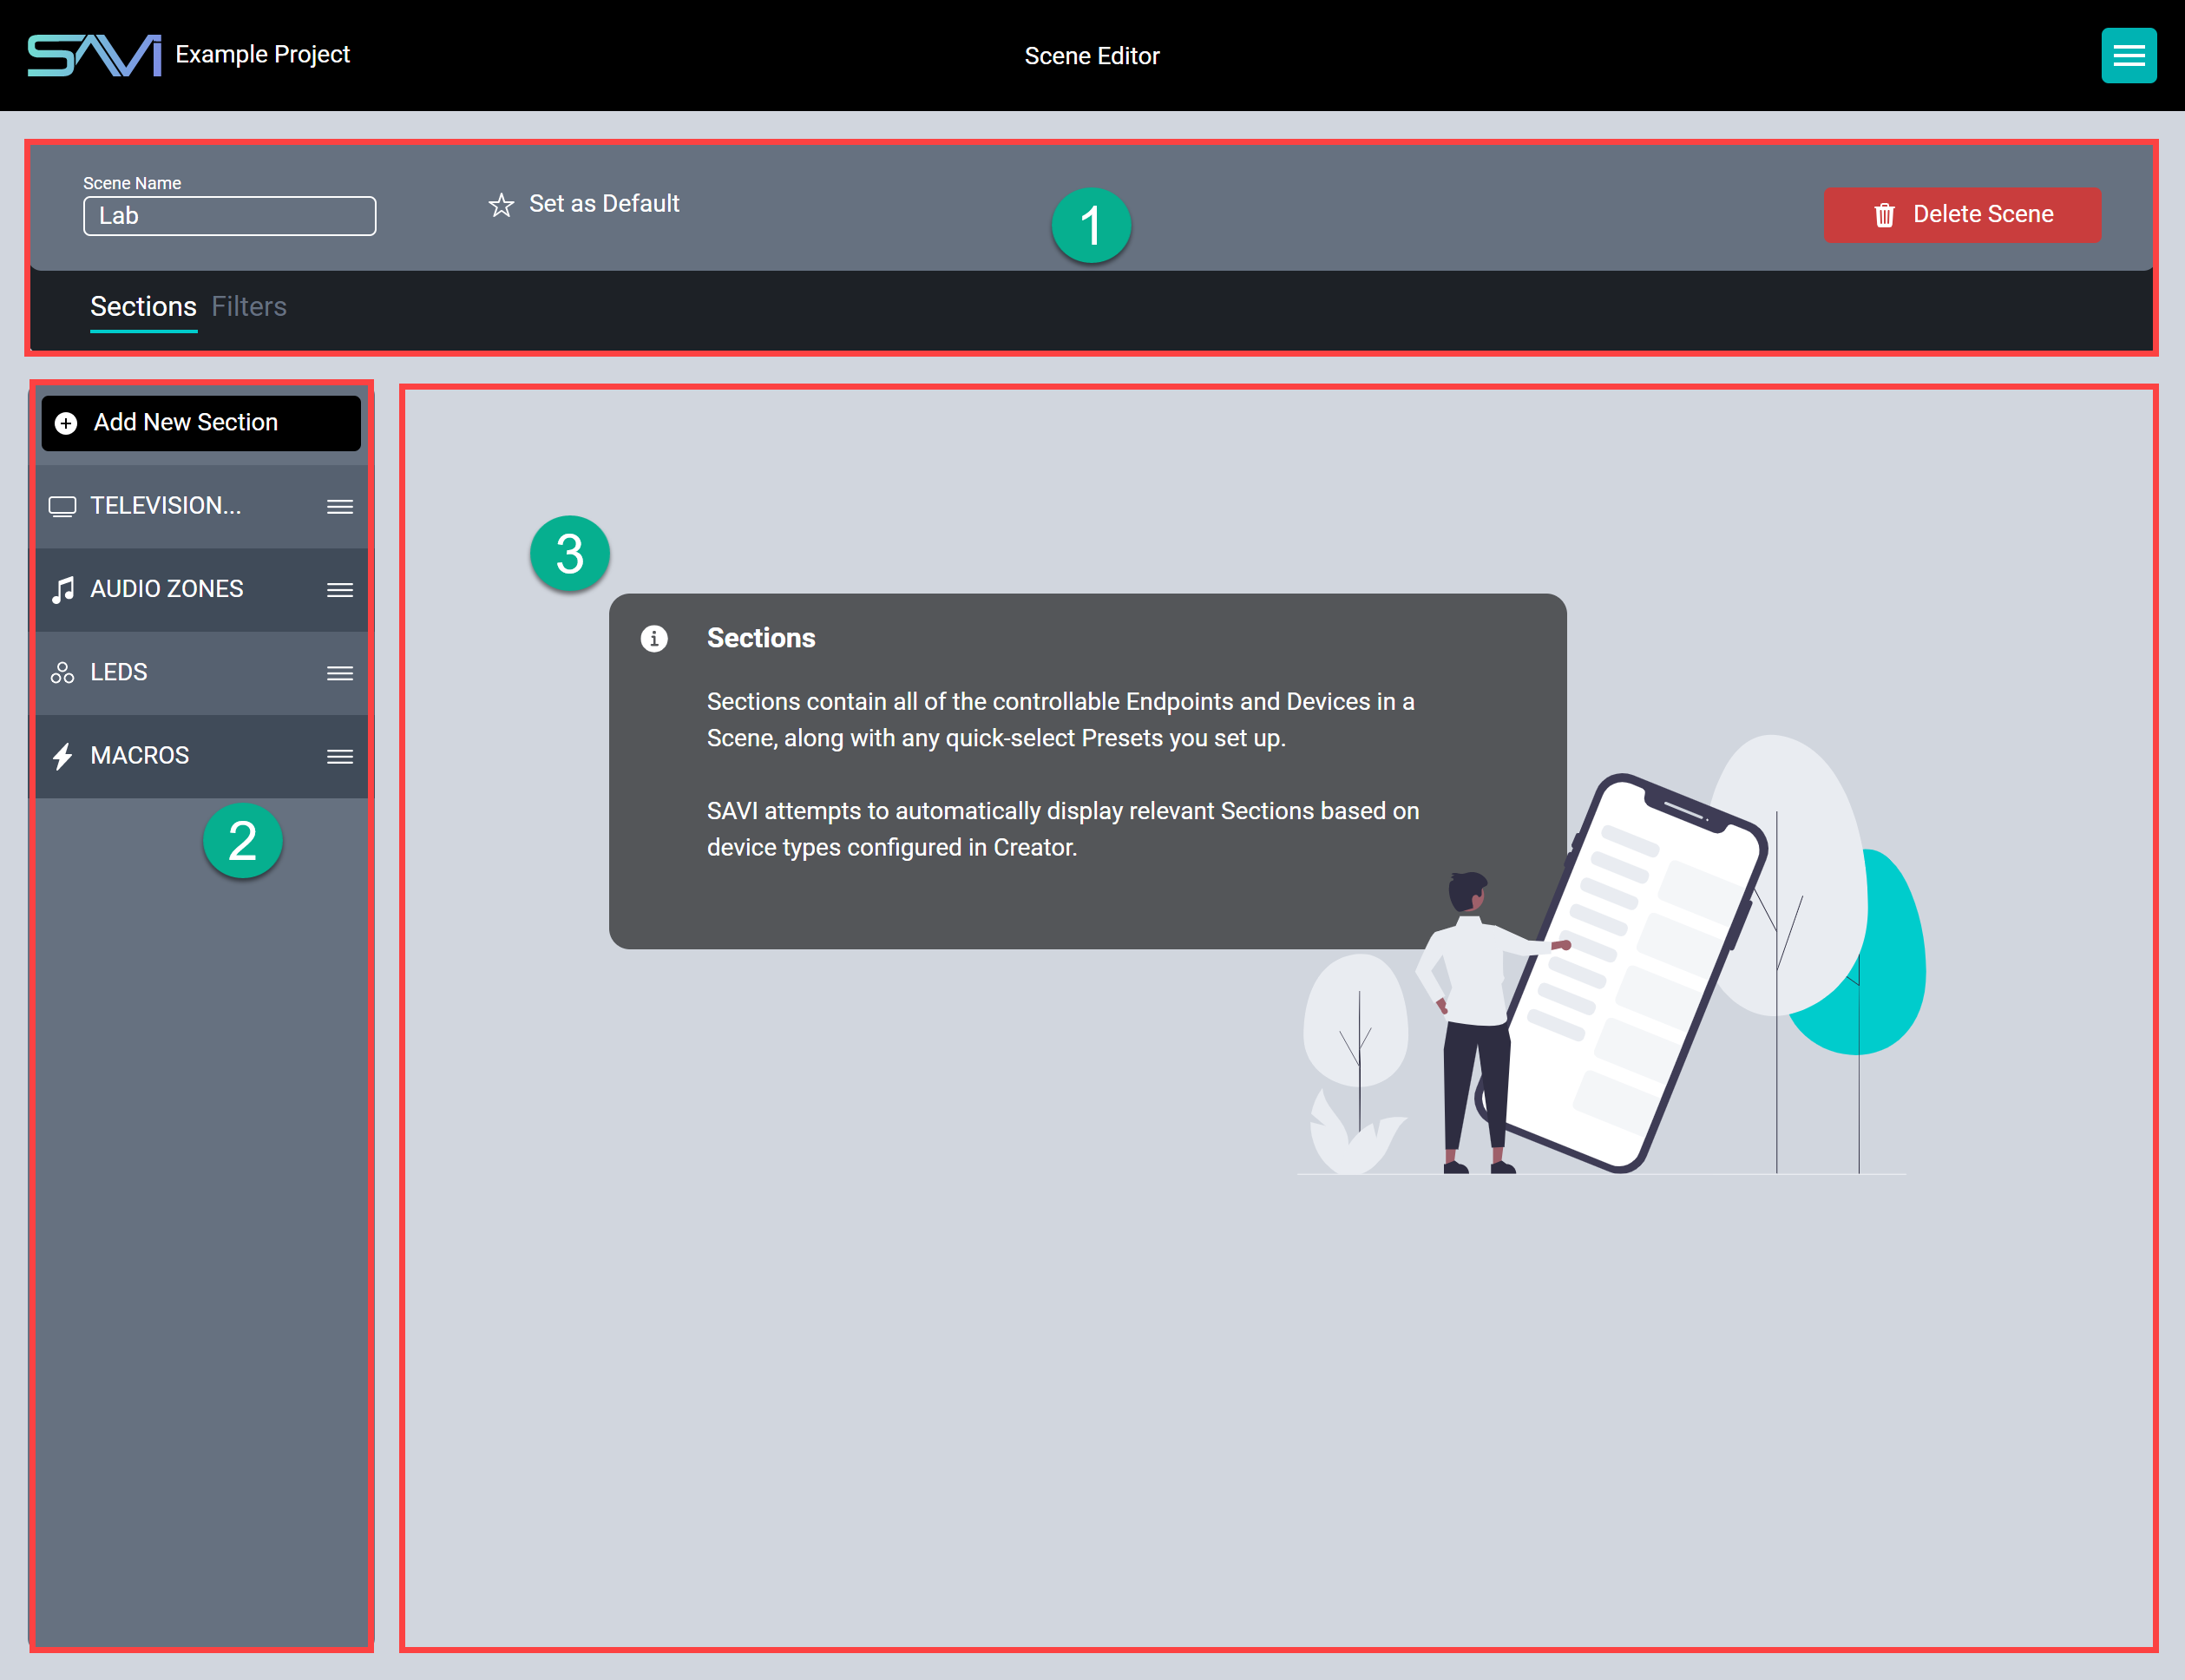 SAVI Example Project
Scene Editor
Scene Name
Lab
Set as Default
1
Delete Scene
Sections Filters
Add New Section
TELEVISION...
AUDIO ZONES
LEDS
MACROS
2
3
Sections
Sections contain all of the controllable Endpoints and Devices in a
Scene, along with any quick-select Presets you set up.
SAVI attempts to automatically display relevant Sections based on
device types configured in Creator.